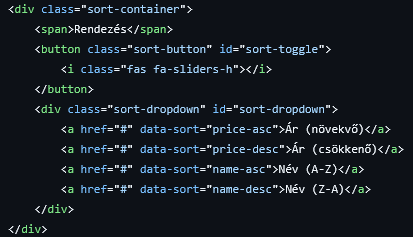 <div class="sort-container">
    <span>Rendezés</span>
    <button class="sort-button" id="sort-toggle">
        <i class="fas fa-sliders-h"></i>
    </button>
    <div class="sort-dropdown" id="sort-dropdown">
        <a href="#" data-sort="price-asc">Ár (növekvő)</a>
        <a href="#" data-sort="price-desc">Ár (csökkenő)</a>
        <a href="#" data-sort="name-asc">Név (A-Z)</a>
        <a href="#" data-sort="name-desc">Név (Z-A)</a>
    </div>
</div>